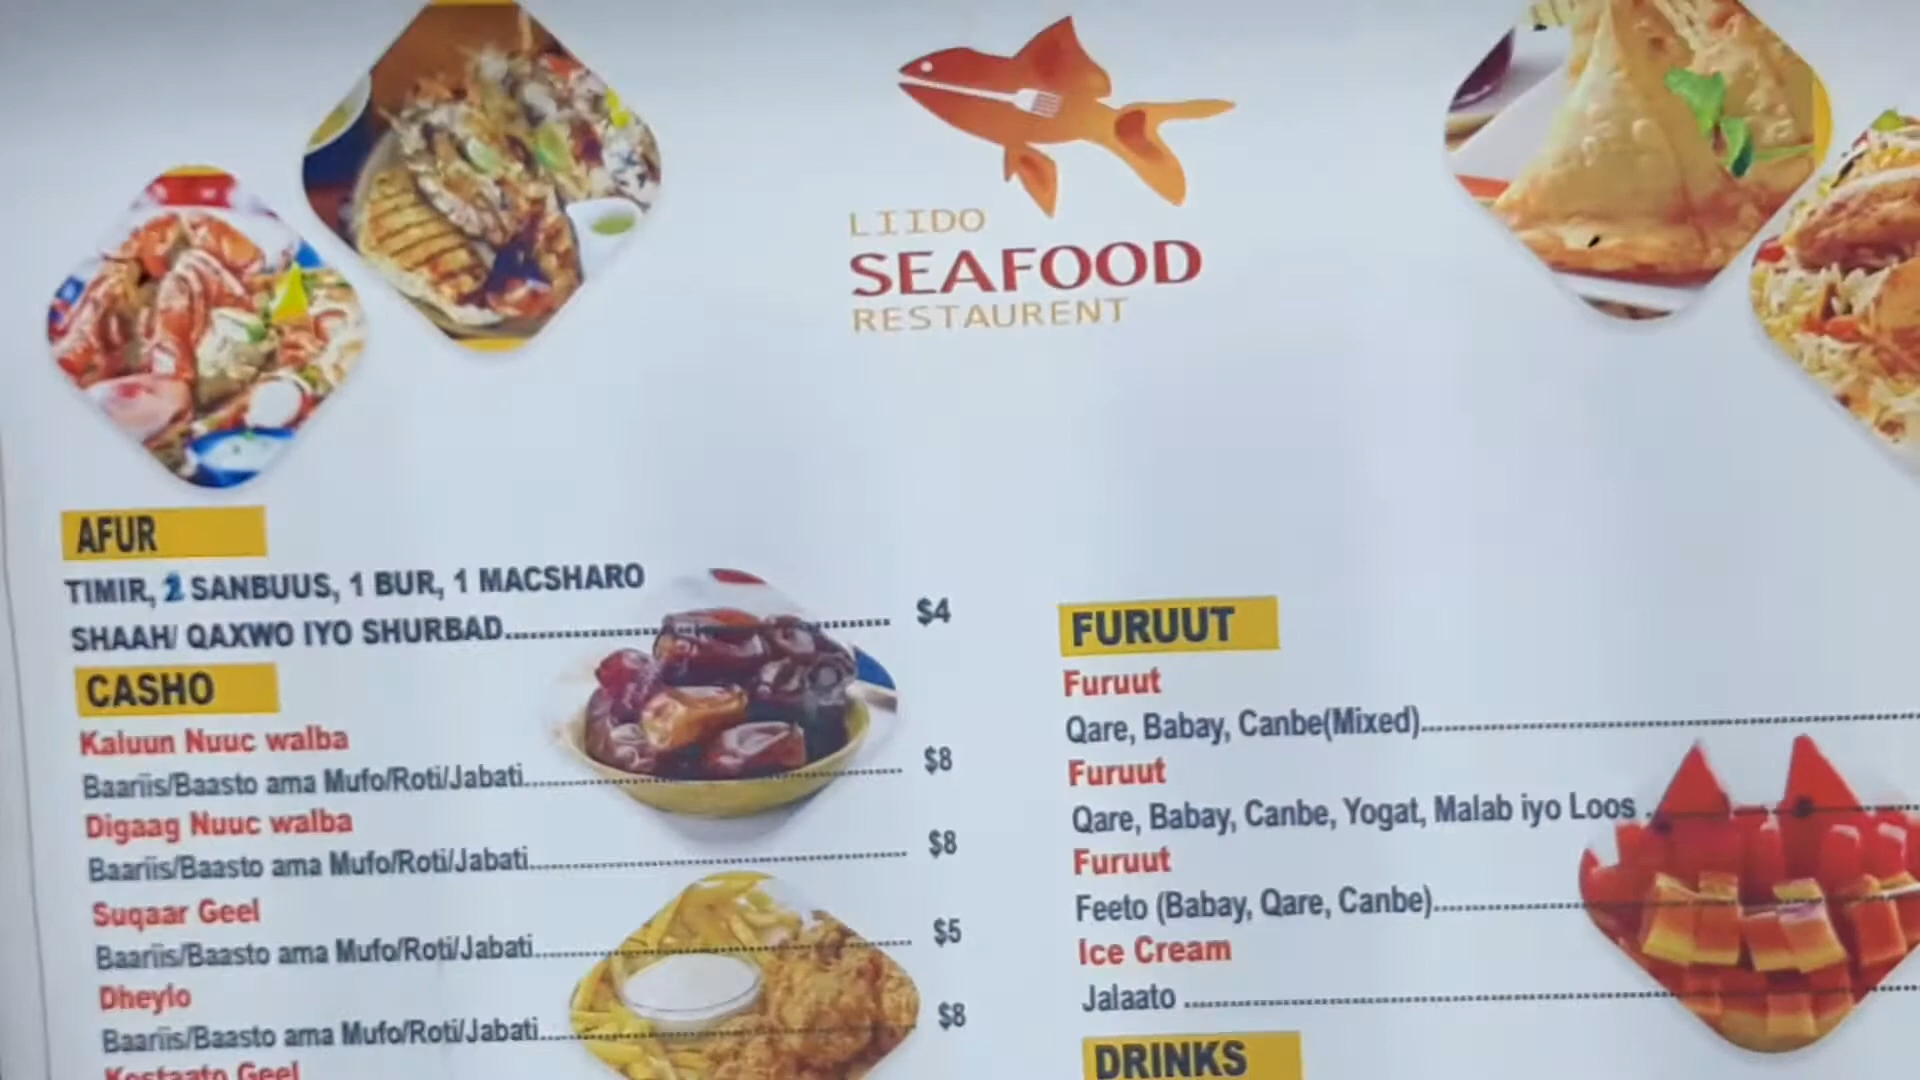 LIIDO
SEAFOOD
RESTAURENT
AFUR
TIMIR, 2 SANBUUS, 1 BUR, 1 MACSHARO
SHAAH/ QAXWO IYO SHURBAD.................... $4
CASHO
Kaluun Nuuc walba
Baariis/Baasto ama Mufo/Roti/Jabati.................... $8
Digaag Nuuc walba
Baariis/Baasto ama Mufo/Roti/Jabati.................... $8
Suqaar Geel
Baariis/Baasto ama Mufo/Roti/Jabati.................... $5
Dheylo
Baariis/Baasto ama Mufo/Roti/Jabati.................... $8
Kostaato Geel
FURUUT
Furuut
Qare, Babay, Canbe(Mixed)....................
Furuut
Qare, Babay, Canbe, Yogat, Malab iyo Loos ....................
Furuut
Feeto (Babay, Qare, Canbe)....................
Ice Cream
Jalaato ....................
DRINKS